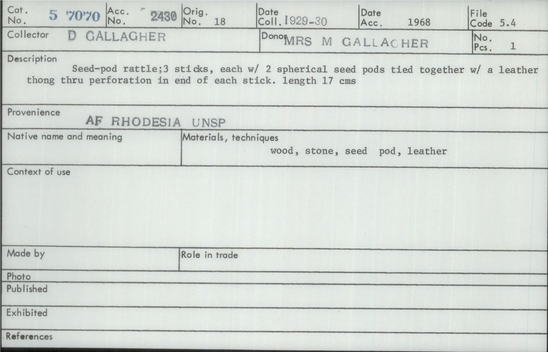 Cat. No. 5 7070 Acc. No. 2430 Orig. No. 18 Date Coll. 1929-30 Date Acc. 1968 File Code 5.4
Collector D GALLAGHER Donor MRS M GALLAGHER No. Pcs. 1
Description
Seed-pod rattle;3 sticks, each w/ 2 spherical seed pods tied together w/ a leather
thong thru perforation in end of each stick. length 17 cms
Provenience
AF RHODESIA UNSP
Native name and meaning Materials, techniques
wood, stone, seed pod, leather
Context of use
Made by Role in trade
Photo
Published
Exhibited
References